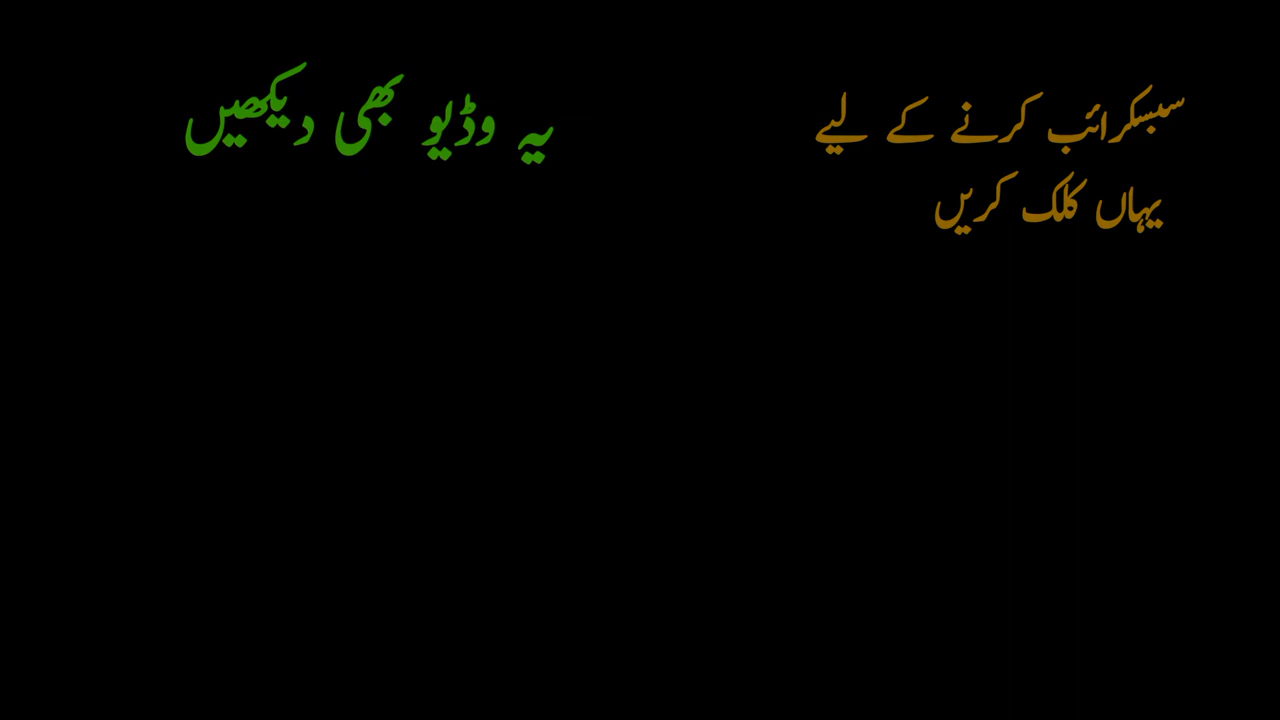 سبسکرائب کرنے کے لیے
یہاں کلک کریں
یہ وڈیو بھی دیکھیں